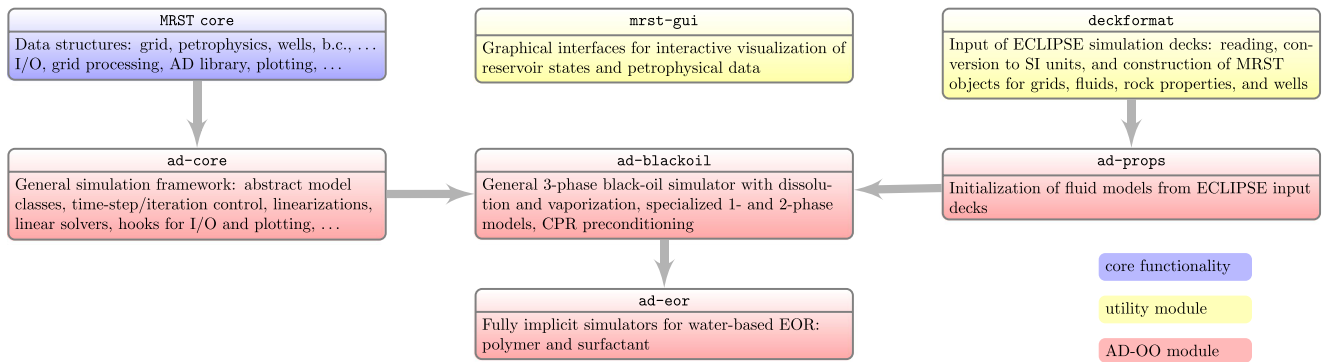 MRST core
Data structures: grid, petrophysics, wells, b.c., ...
I/O, grid processing, AD library, plotting, ...
mrst-gui
Graphical interfaces for interactive visualization of
reservoir states and petrophysical data
deckformat
Input of ECLIPSE simulation decks: reading, con-
version to SI units, and construction of MRST
objects for grids, fluids, rock properties, and wells
ad-core
General simulation framework: abstract model
classes, time-step/iteration control, linearizations,
linear solvers, hooks for I/O and plotting, ...
ad-blackoil
General 3-phase black-oil simulator with dissolu-
tion and vaporization, specialized 1- and 2-phase
models, CPR preconditioning
ad-props
Initialization of fluid models from ECLIPSE input
decks
ad-eor
Fully implicit simulators for water-based EOR:
polymer and surfactant
core functionality
utility module
AD-OO module